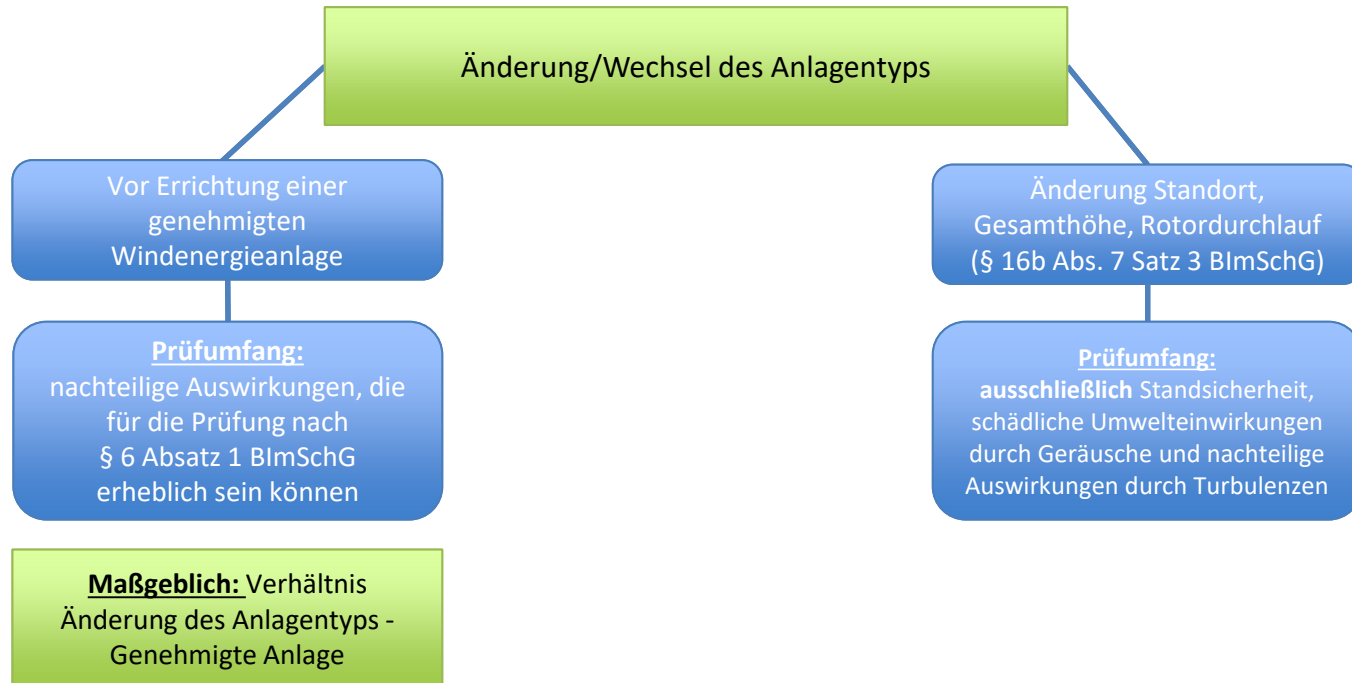 Änderung/Wechsel des Anlagentyps
Vor Errichtung einer
genehmigten
Windenergieanlage
Prüfumfang:
nachteilige Auswirkungen, die
für die Prüfung nach
§ 6 Absatz 1 BImSchG
erheblich sein können
Maßgeblich: Verhältnis
Änderung des Anlagentyps -
Genehmigte Anlage
Änderung Standort,
Gesamthöhe, Rotordurchlauf
(§ 16b Abs. 7 Satz 3 BImSchG)
Prüfumfang:
ausschließlich Standsicherheit,
schädliche Umwelteinwirkungen
durch Geräusche und nachteilige
Auswirkungen durch Turbulenzen